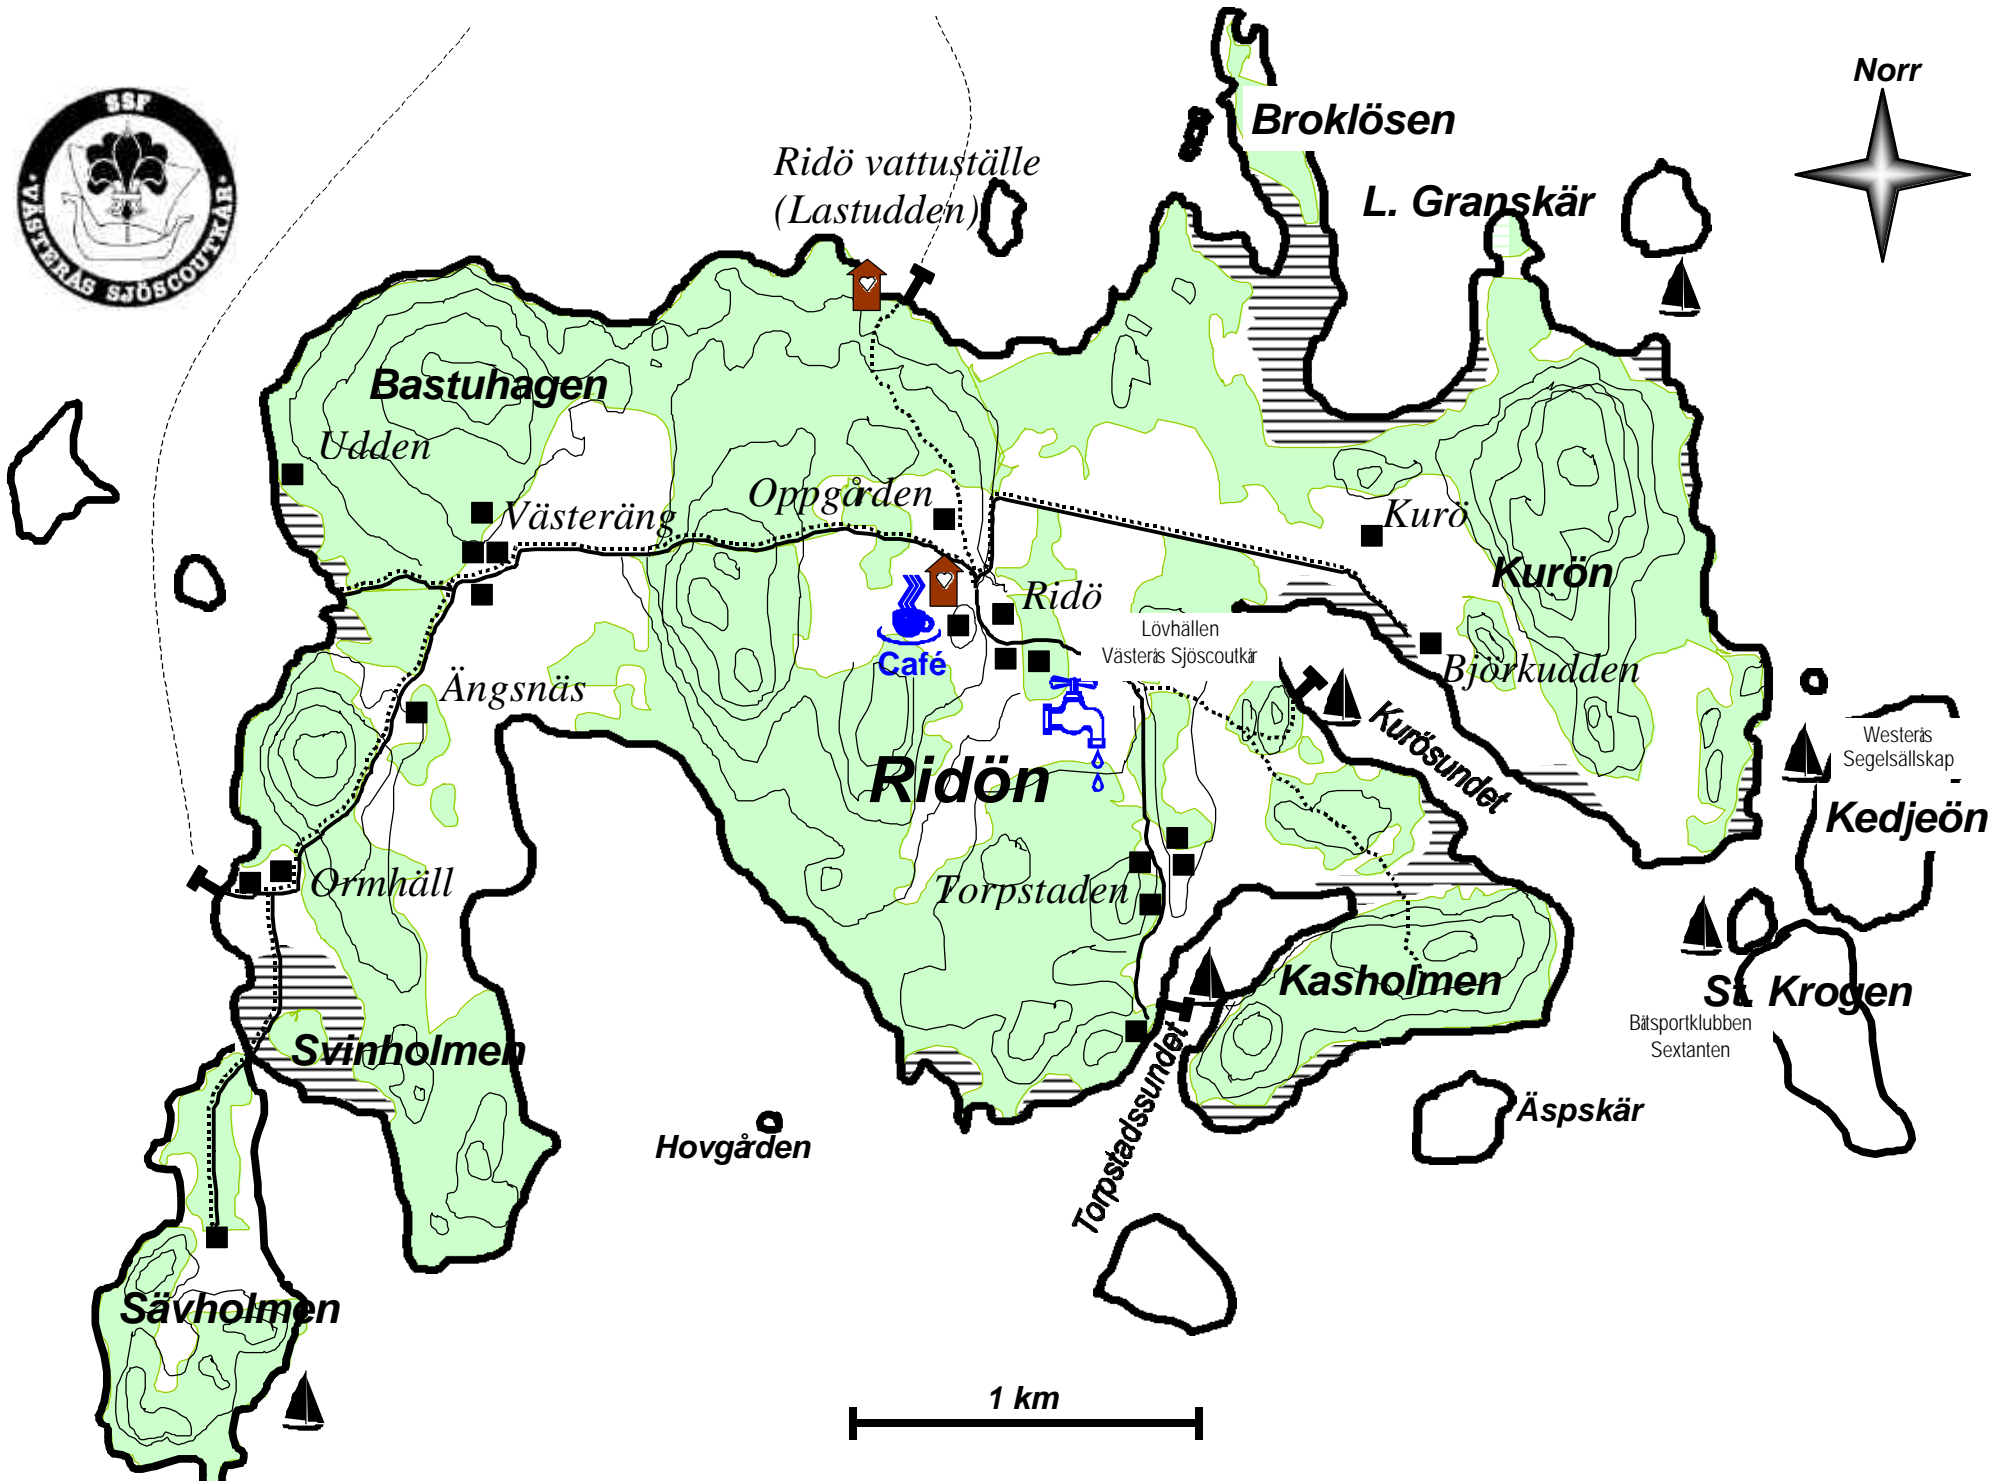 SSF
· VÄSTERÅS SJÖSCOUTKÅR ·
Norr
Broklösen
Ridö vattuställe
(Lastudden)
L. Granskär
Bastuhagen
Udden
Västeräng
Oppgården
Kurö
Kurön
Ridö
Lövhällen
Västerås Sjöscoutkår
Café
Björkudden
Ängsnäs
Kurösundet
Westerås
Segelsällskap
Ridön
Kedjeön
Ormhäll
Torpstaden
Kasholmen
St. Krogen
Båtsportklubben
Sextanten
Svinholmen
Torpstadssundet
Äspskär
Hovgården
Sävholmen
1 km